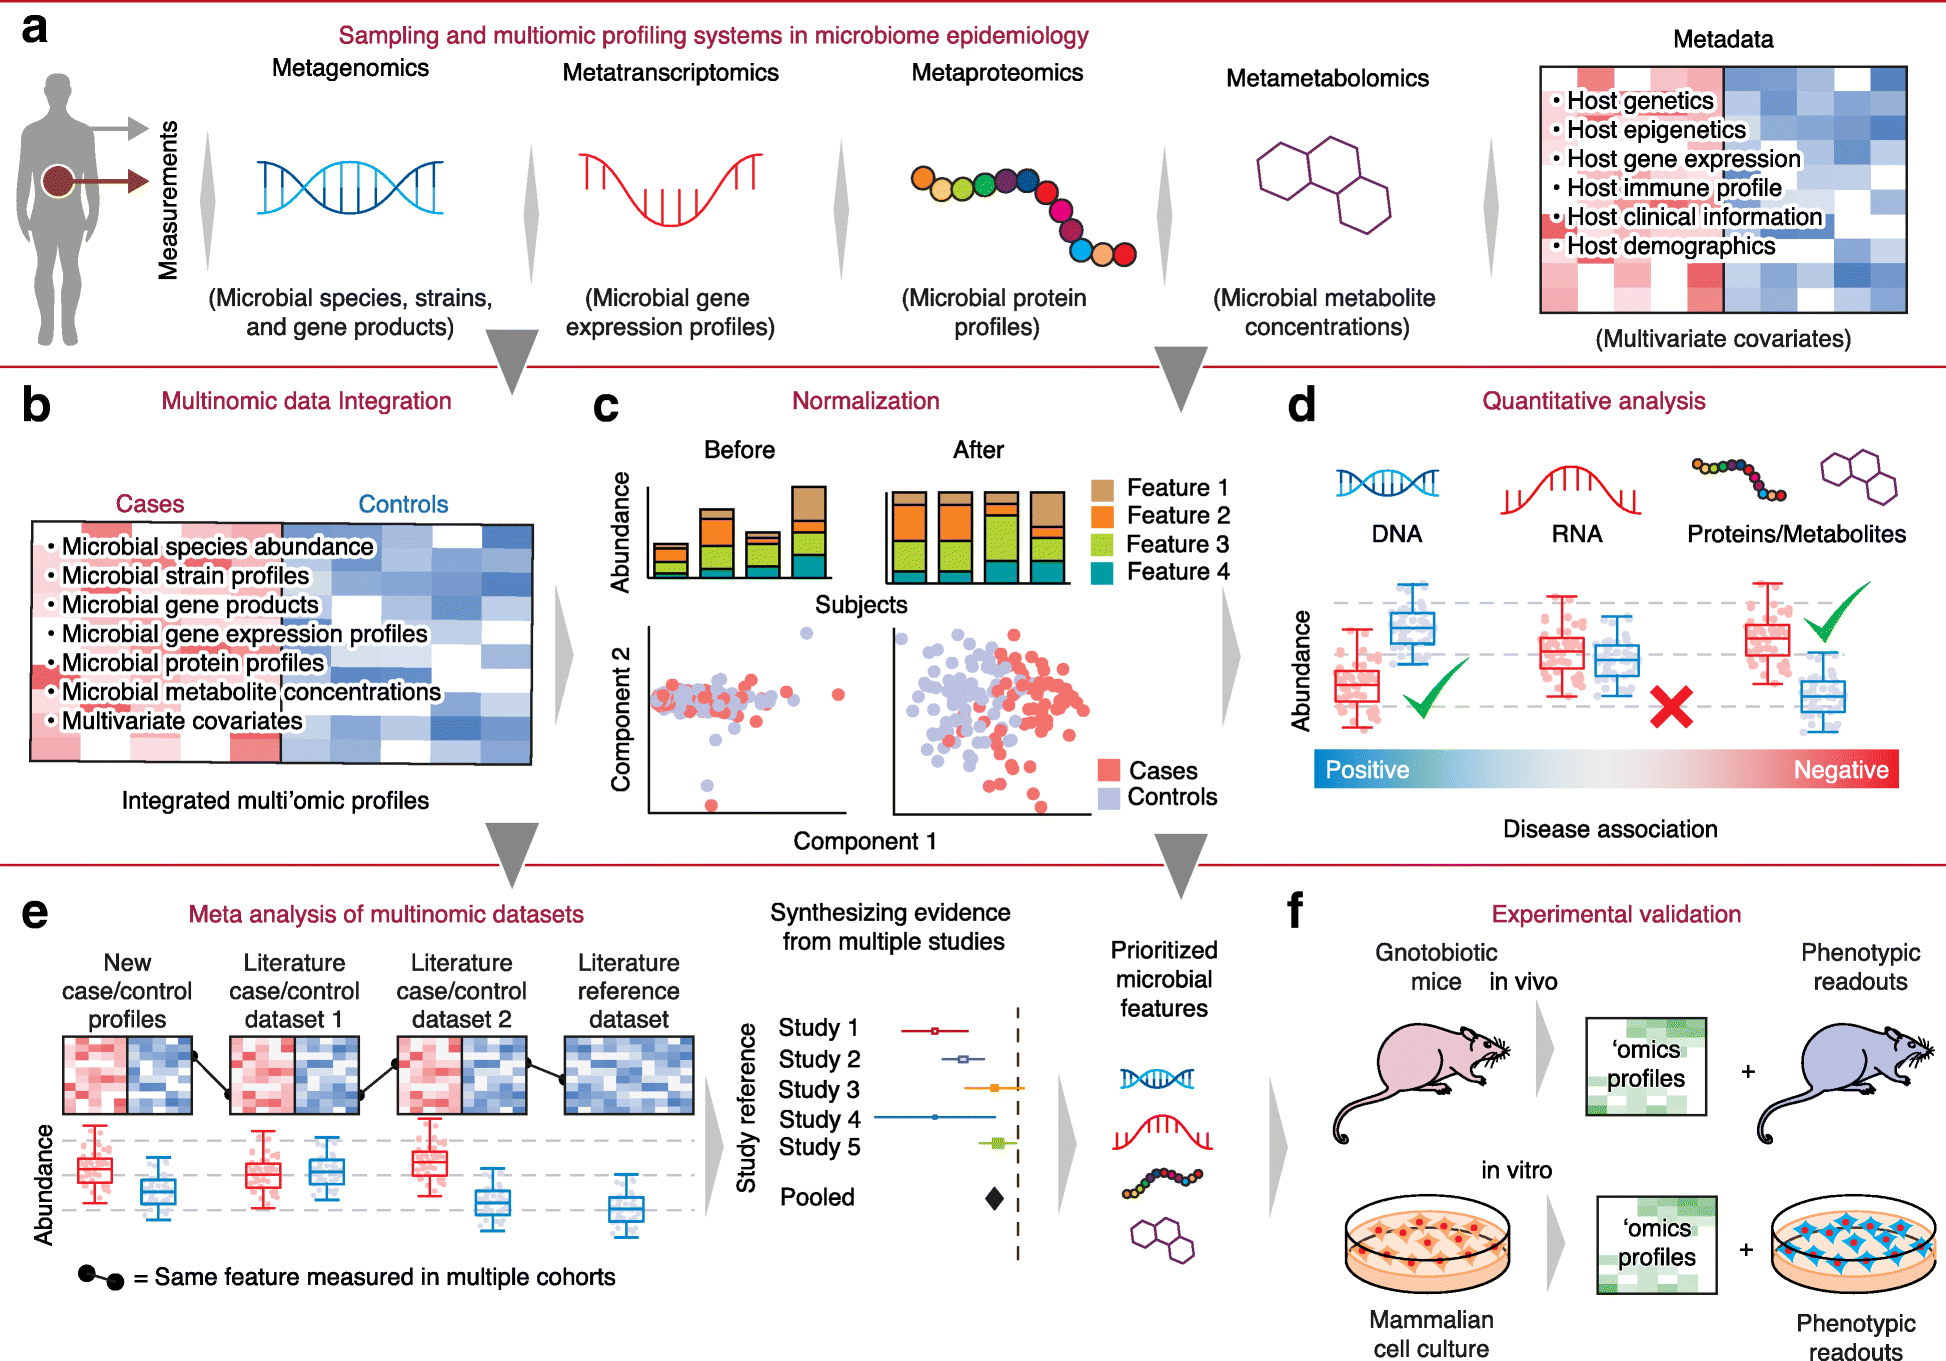 a
Sampling and multiomic profiling systems in microbiome epidemiology
Measurements
Metagenomics
(Microbial species, strains,
and gene products)
Metatranscriptomics
(Microbial gene
expression profiles)
Metaproteomics
(Microbial protein
profiles)
Metametabolomics
(Microbial metabolite
concentrations)
Metadata
• Host genetics
• Host epigenetics
• Host gene expression
• Host immune profile
• Host clinical information
• Host demographics
(Multivariate covariates)
b
Multinomic data Integration
Cases
Controls
• Microbial species abundance
• Microbial strain profiles
• Microbial gene products
• Microbial gene expression profiles
• Microbial protein profiles
• Microbial metabolite concentrations
• Multivariate covariates
Integrated multi’omic profiles
c
Normalization
Before
After
Abundance
Subjects
Feature 1
Feature 2
Feature 3
Feature 4
Component 2
Component 1
Cases
Controls
d
Quantitative analysis
DNA
RNA
Proteins/Metabolites
Abundance
Positive
Negative
Disease association
e
Meta analysis of multinomic datasets
New
case/control
profiles
Literature
case/control
dataset 1
Literature
case/control
dataset 2
Literature
reference
dataset
Abundance
= Same feature measured in multiple cohorts
Synthesizing evidence
from multiple studies
Study reference
Study 1
Study 2
Study 3
Study 4
Study 5
Pooled
Prioritized
microbial
features
f
Experimental validation
Gnotobiotic
mice
in vivo
‘omics
profiles
+
Phenotypic
readouts
in vitro
Mammalian
cell culture
‘omics
profiles
+
Phenotypic
readouts